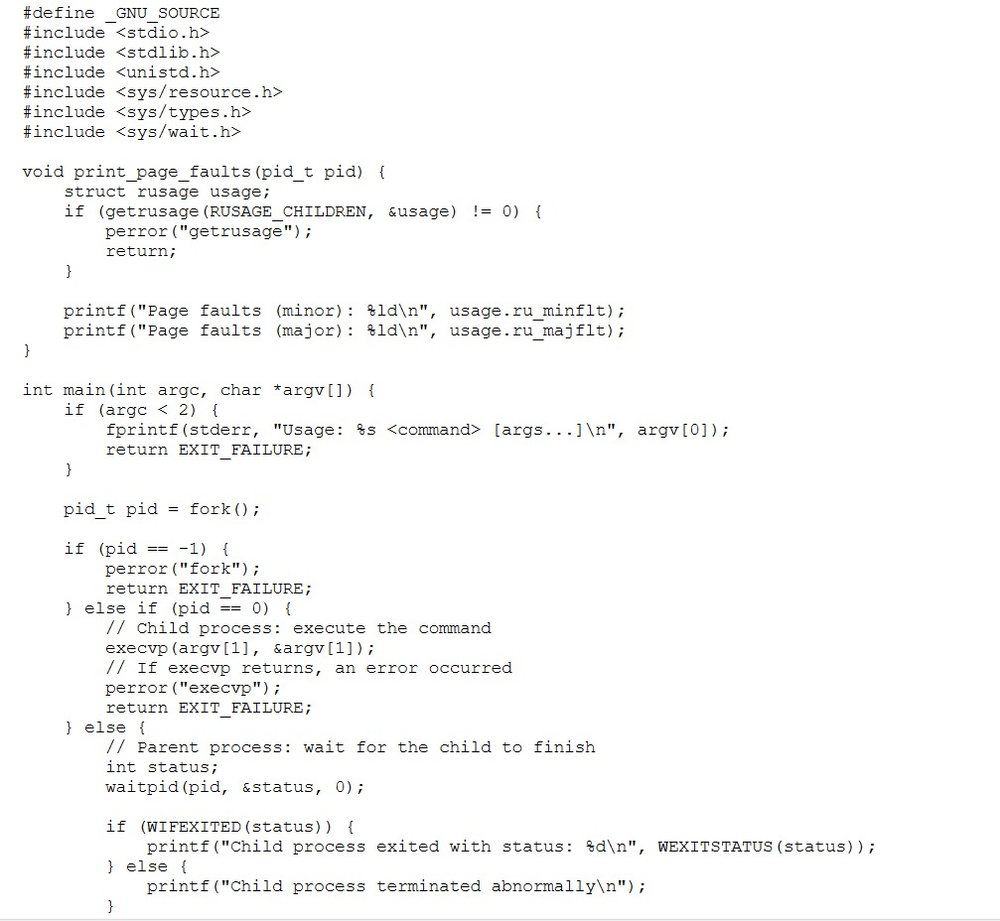 #define _GNU_SOURCE
#include <stdio.h>
#include <stdlib.h>
#include <unistd.h>
#include <sys/resource.h>
#include <sys/types.h>
#include <sys/wait.h>

void print_page_faults(pid_t pid) {
    struct rusage usage;
    if (getrusage(RUSAGE_CHILDREN, &usage) != 0) {
        perror("getrusage");
        return;
    }

    printf("Page faults (minor): %ld\n", usage.ru_minflt);
    printf("Page faults (major): %ld\n", usage.ru_majflt);
}

int main(int argc, char *argv[]) {
    if (argc < 2) {
        fprintf(stderr, "Usage: %s <command> [args...]\n", argv[0]);
        return EXIT_FAILURE;
    }

    pid_t pid = fork();

    if (pid == -1) {
        perror("fork");
        return EXIT_FAILURE;
    } else if (pid == 0) {
        // Child process: execute the command
        execvp(argv[1], &argv[1]);
        // If execvp returns, an error occurred
        perror("execvp");
        return EXIT_FAILURE;
    } else {
        // Parent process: wait for the child to finish
        int status;
        waitpid(pid, &status, 0);

        if (WIFEXITED(status)) {
            printf("Child process exited with status: %d\n", WEXITSTATUS(status));
        } else {
            printf("Child process terminated abnormally\n");
        }